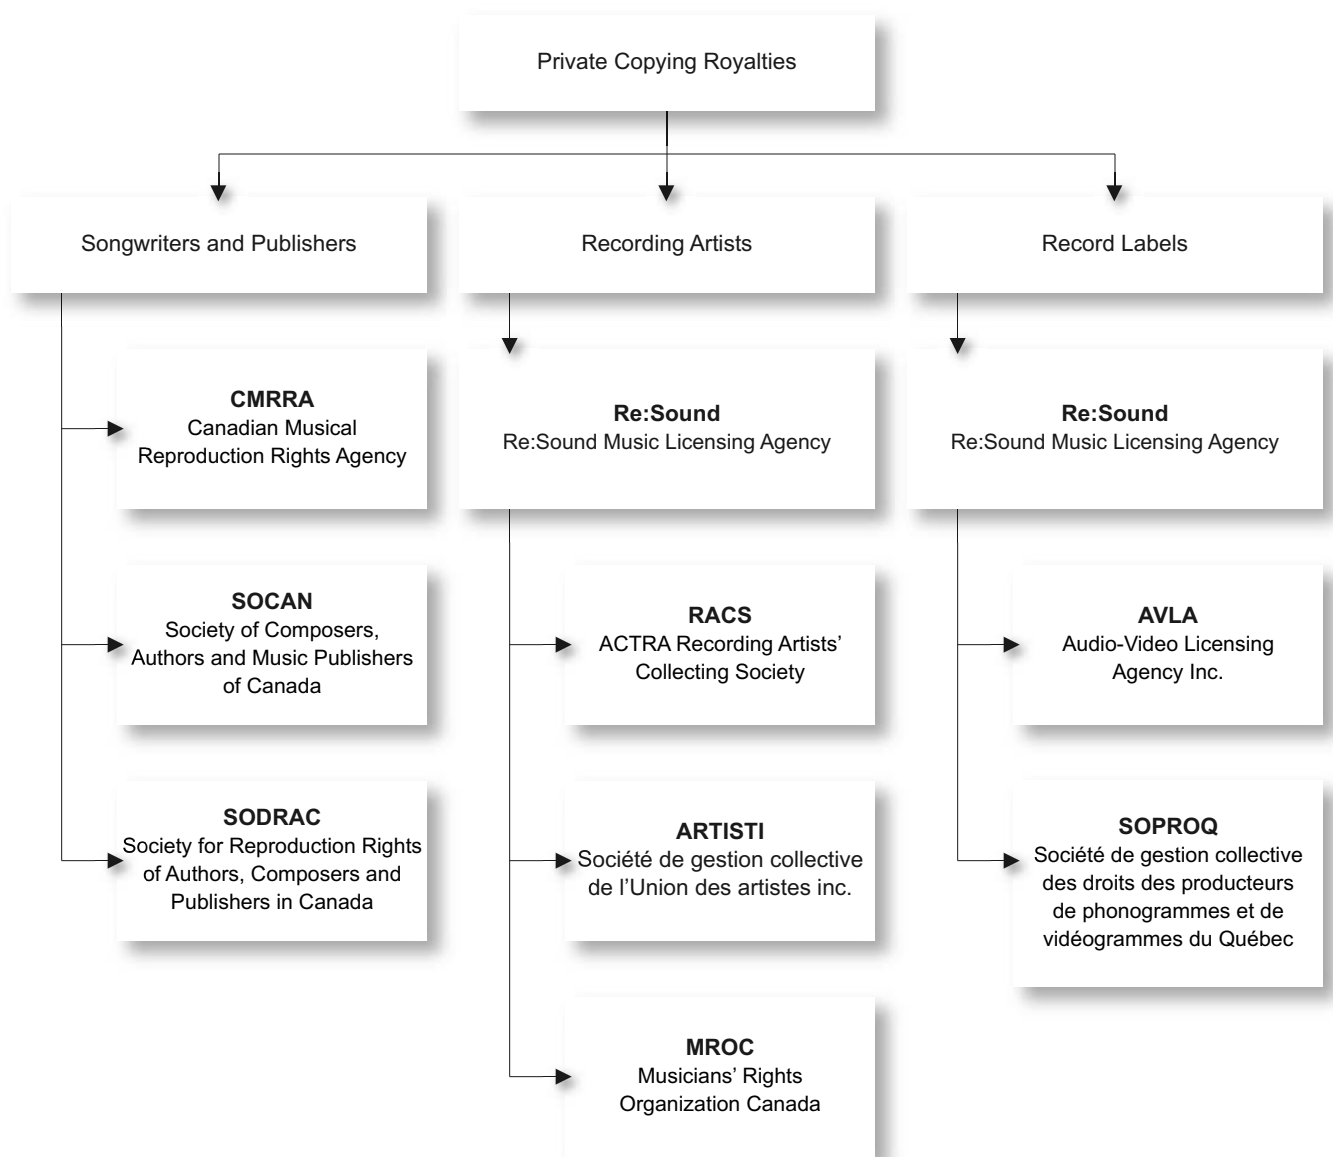 Private Copying Royalties
Songwriters and Publishers
Recording Artists
Record Labels
CMRRA
Canadian Musical
Reproduction Rights Agency
SOCAN
Society of Composers,
Authors and Music Publishers
of Canada
SODRAC
Society for Reproduction Rights
of Authors, Composers and
Publishers in Canada
Re:Sound
Re:Sound Music Licensing Agency
RACS
ACTRA Recording Artists’
Collecting Society
ARTISTI
Société de gestion collective
de l’Union des artistes inc.
MROC
Musicians’ Rights
Organization Canada
Re:Sound
Re:Sound Music Licensing Agency
AVLA
Audio-Video Licensing
Agency Inc.
SOPROQ
Société de gestion collective
des droits des producteurs
de phonogrammes et de
vidéogrammes du Québec